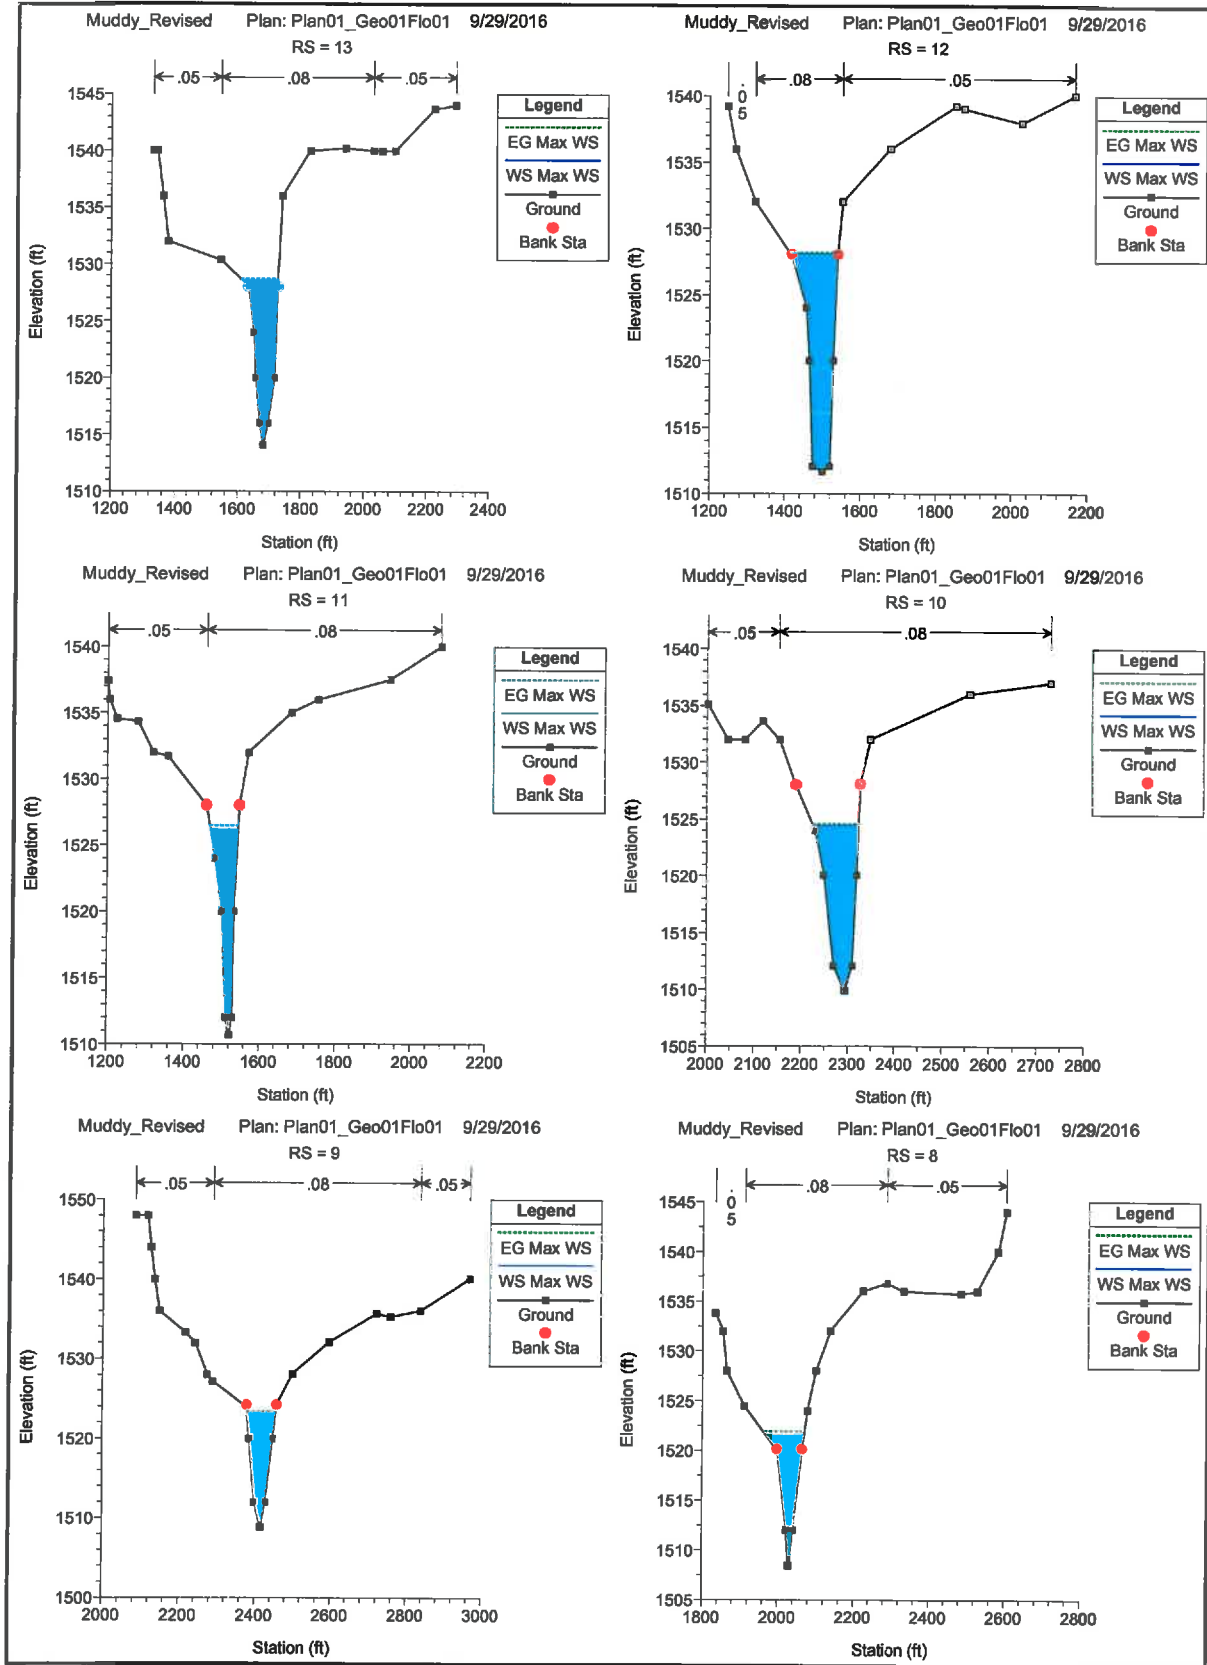 Muddy_Revised Plan: Plan01_Geo01Flo01 9/29/2016
RS = 13
.05 .08 .05
1545
1540
1535
1530
1525
1520
1515
1510
Elevation (ft)
1200 1400 1600 1800 2000 2200 2400
Station (ft)
Legend
EG Max WS
WS Max WS
Ground
Bank Sta
Muddy_Revised Plan: Plan01_Geo01Flo01 9/29/2016
RS = 12
.05 .08 .05
1540
1535
1530
1525
1520
1515
1510
Elevation (ft)
1200 1400 1600 1800 2000 2200
Station (ft)
Legend
EG Max WS
WS Max WS
Ground
Bank Sta
Muddy_Revised Plan: Plan01_Geo01Flo01 9/29/2016
RS = 11
.05 .08
1540
1535
1530
1525
1520
1515
1510
Elevation (ft)
1200 1400 1600 1800 2000 2200
Station (ft)
Legend
EG Max WS
WS Max WS
Ground
Bank Sta
Muddy_Revised Plan: Plan01_Geo01Flo01 9/29/2016
RS = 10
.05 .08
1540
1535
1530
1525
1520
1515
1510
1505
Elevation (ft)
2000 2100 2200 2300 2400 2500 2600 2700 2800
Station (ft)
Legend
EG Max WS
WS Max WS
Ground
Bank Sta
Muddy_Revised Plan: Plan01_Geo01Flo01 9/29/2016
RS = 9
.05 .08 .05
1550
1540
1530
1520
1510
1500
Elevation (ft)
2000 2200 2400 2600 2800 3000
Station (ft)
Legend
EG Max WS
WS Max WS
Ground
Bank Sta
Muddy_Revised Plan: Plan01_Geo01Flo01 9/29/2016
RS = 8
.05 .08 .05
1545
1540
1535
1530
1525
1520
1515
1510
1505
Elevation (ft)
1800 2000 2200 2400 2600 2800
Station (ft)
Legend
EG Max WS
WS Max WS
Ground
Bank Sta